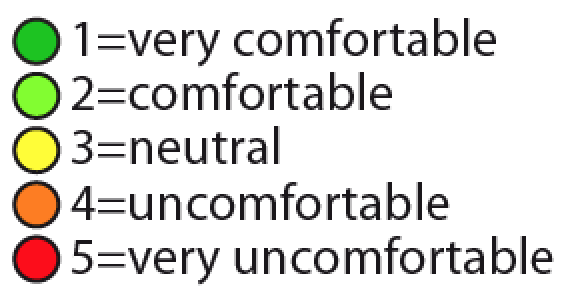 1=very comfortable
2=comfortable
3=neutral
4=uncomfortable
5=very uncomfortable